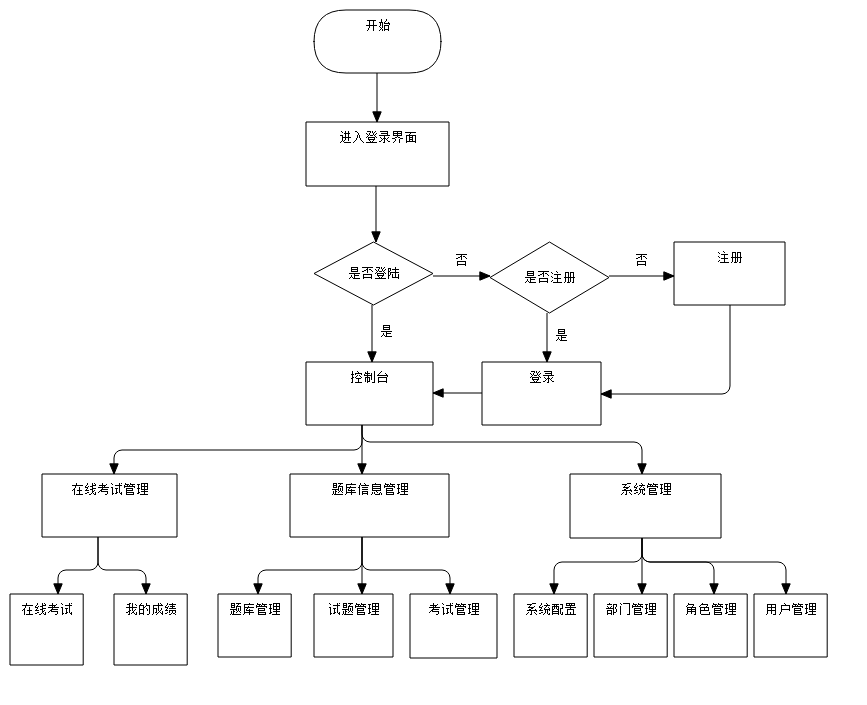 开始
进入登录界面
是否登陆
否
是否注册
否
注册
是
是
控制台
登录
在线考试管理
题库信息管理
系统管理
在线考试
我的成绩
题库管理
试题管理
考试管理
系统配置
部门管理
角色管理
用户管理